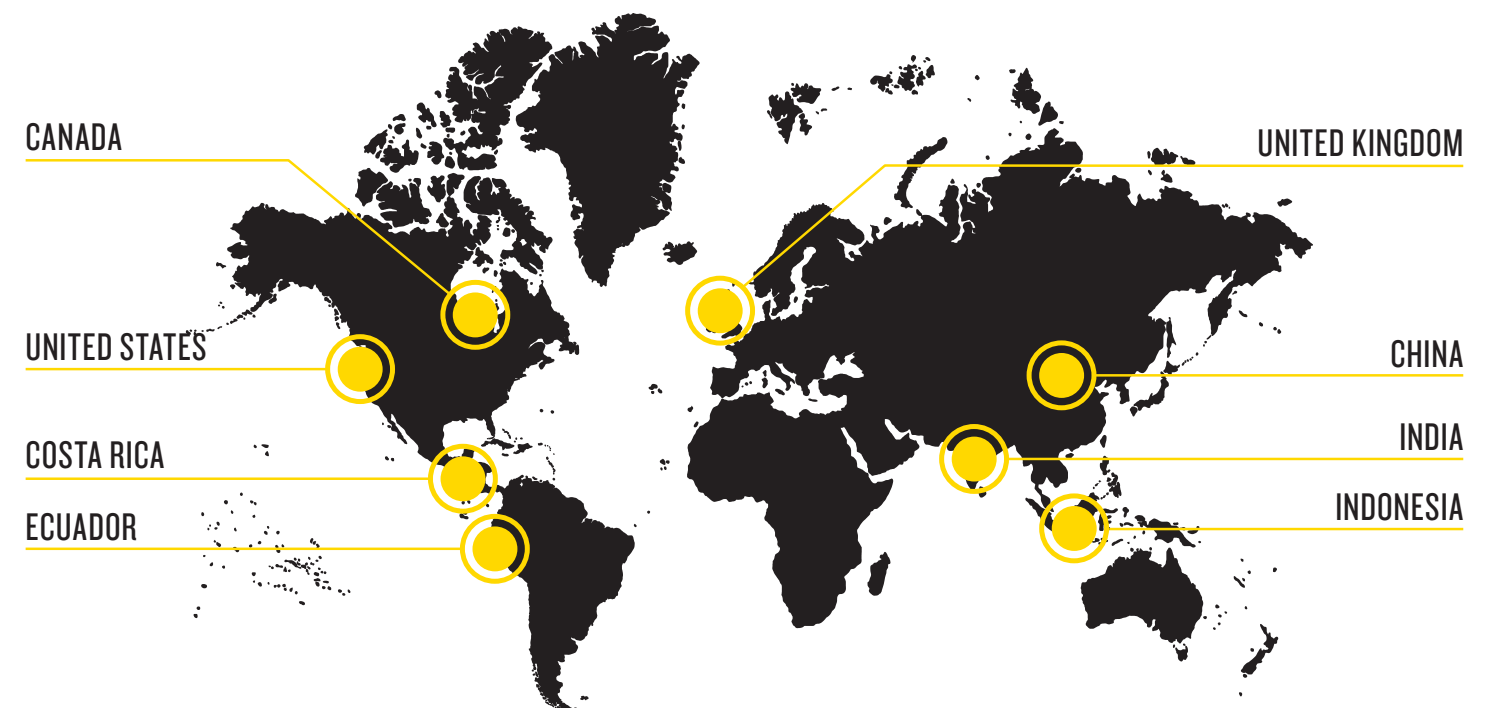 CANADA
UNITED STATES
COSTA RICA
ECUADOR
UNITED KINGDOM
CHINA
INDIA
INDONESIA